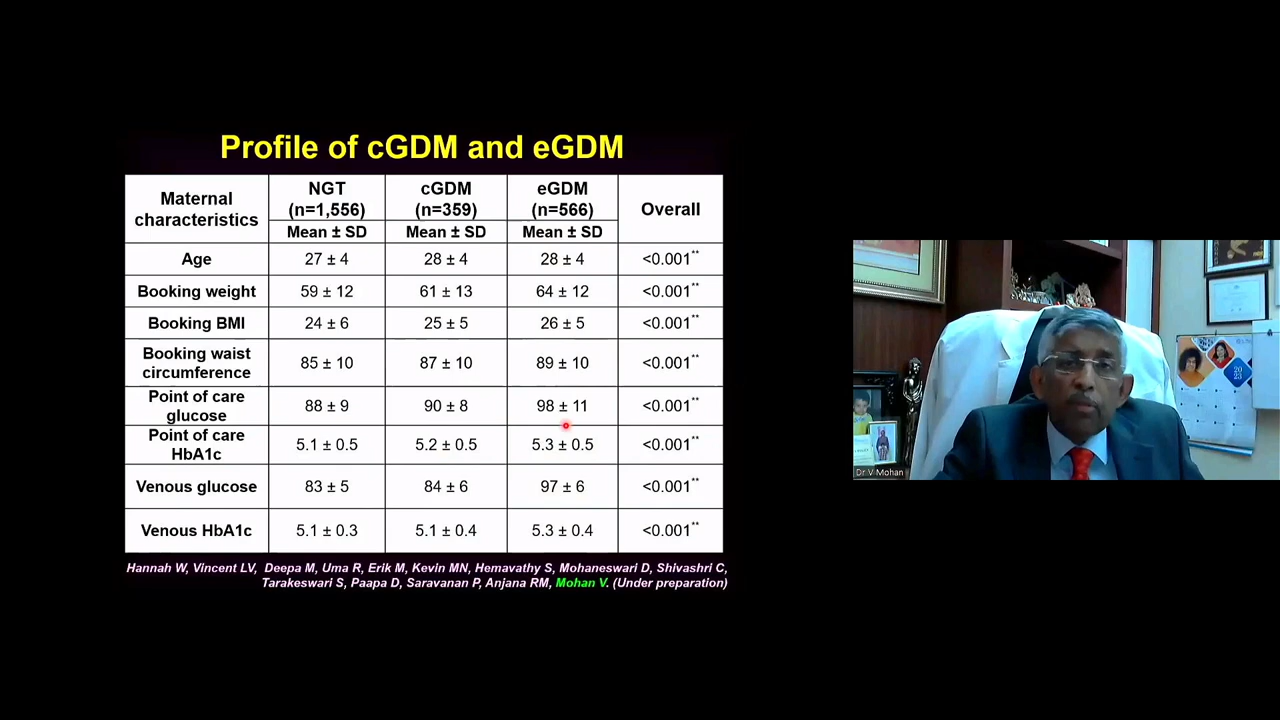 Profile of cGDM and eGDM
Maternal characteristics
NGT (n=1,556)
cGDM (n=359)
eGDM (n=566)
Overall
Mean ± SD Mean ± SD Mean ± SD
Age 27 ± 4 28 ± 4 28 ± 4 <0.001**
Booking weight 59 ± 12 61 ± 13 64 ± 12 <0.001**
Booking BMI 24 ± 6 25 ± 5 26 ± 5 <0.001**
Booking waist circumference 85 ± 10 87 ± 10 89 ± 10 <0.001**
Point of care glucose 88 ± 9 90 ± 8 98 ± 11 <0.001**
Point of care HbA1c 5.1 ± 0.5 5.2 ± 0.5 5.3 ± 0.5 <0.001**
Venous glucose 83 ± 5 84 ± 6 97 ± 6 <0.001**
Venous HbA1c 5.1 ± 0.3 5.1 ± 0.4 5.3 ± 0.4 <0.001**
Hannah W, Vincent LV, Deepa M, Uma R, Erik M, Kevin MN, Hemavathy S, Mohaneswari D, Shivashri C,
Tarakeswari S, Paapa D, Saravanan P, Anjana RM, Mohan V. (Under preparation)
Dr V Mohan